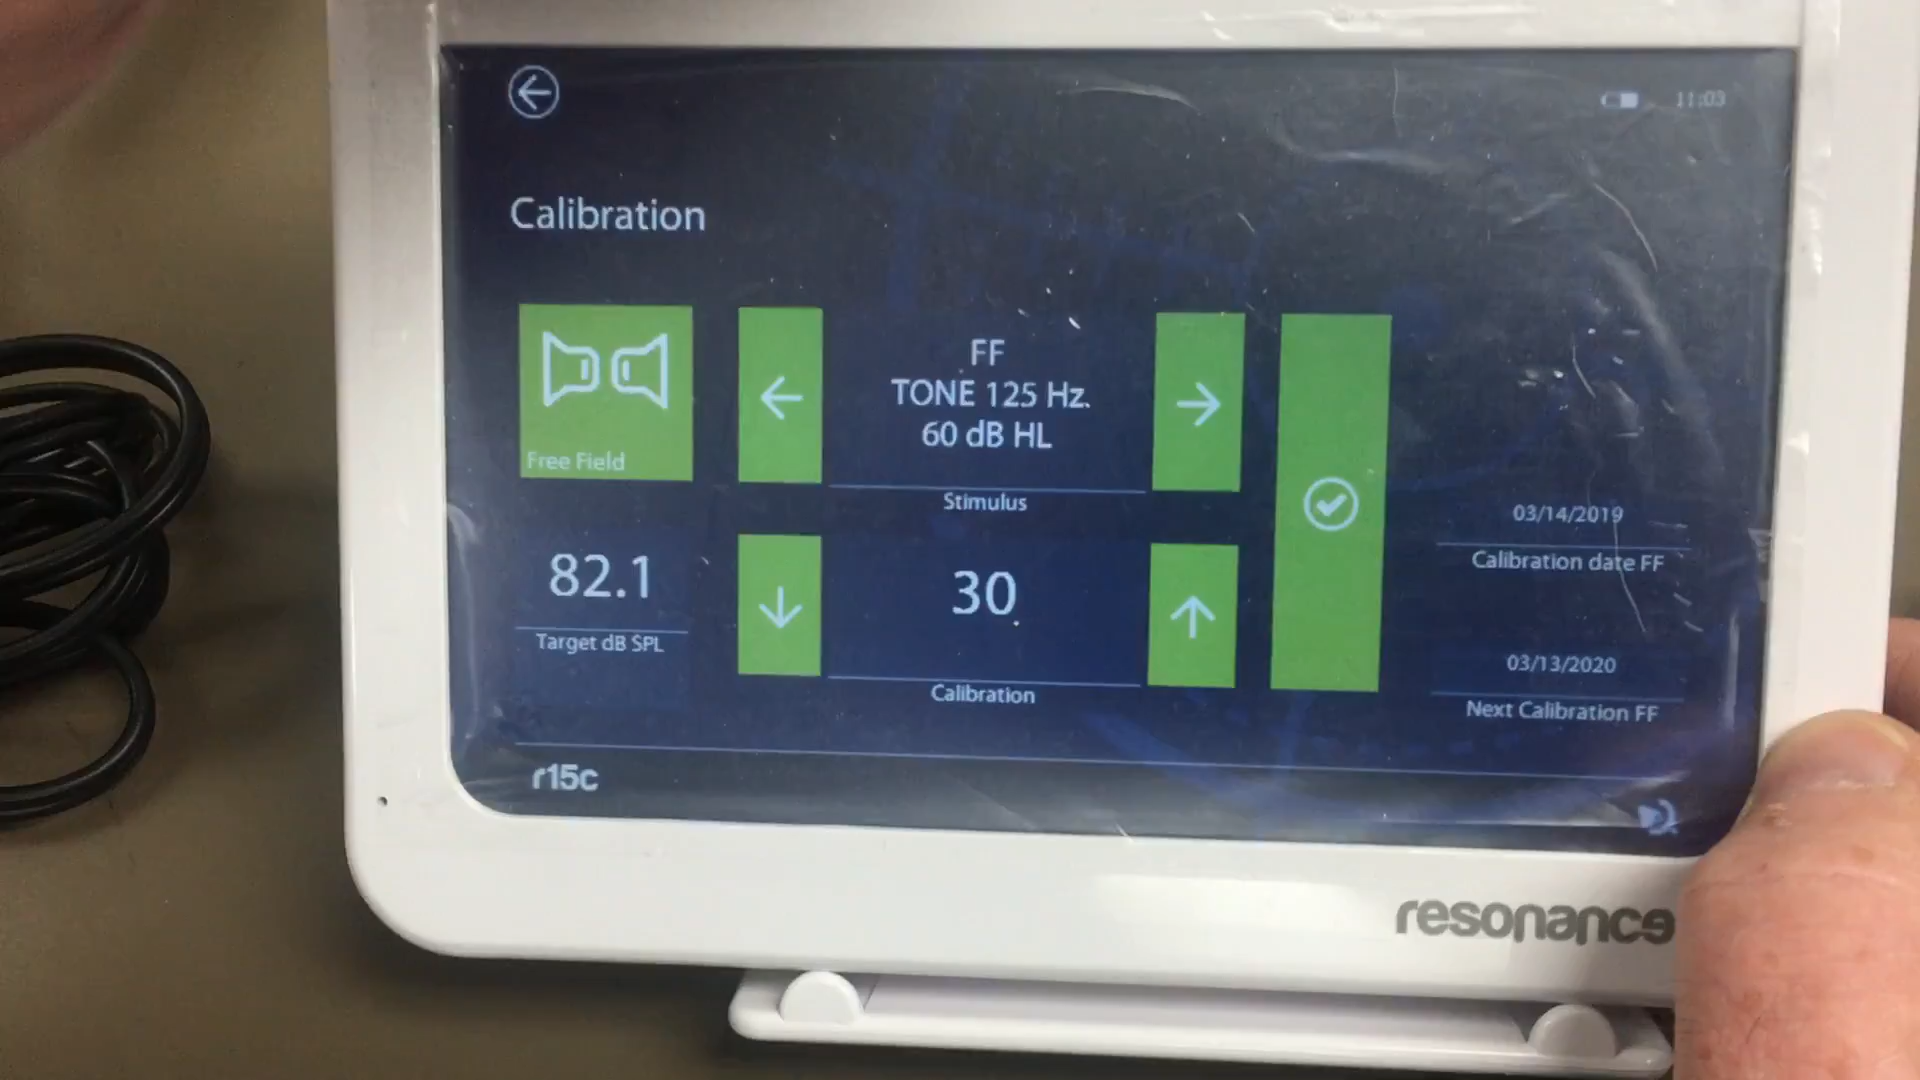 11:03
Calibration
Free Field
FF
TONE 125 Hz.
60 dB HL
Stimulus
82.1
Target dB SPL
30
Calibration
03/14/2019
Calibration date FF
03/13/2020
Next Calibration FF
r15c
resonance